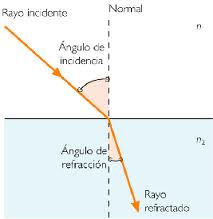 Normal
Rayo incidente
n
Ángulo de
incidencia
Ángulo de
refracción
n₂
Rayo
refractado